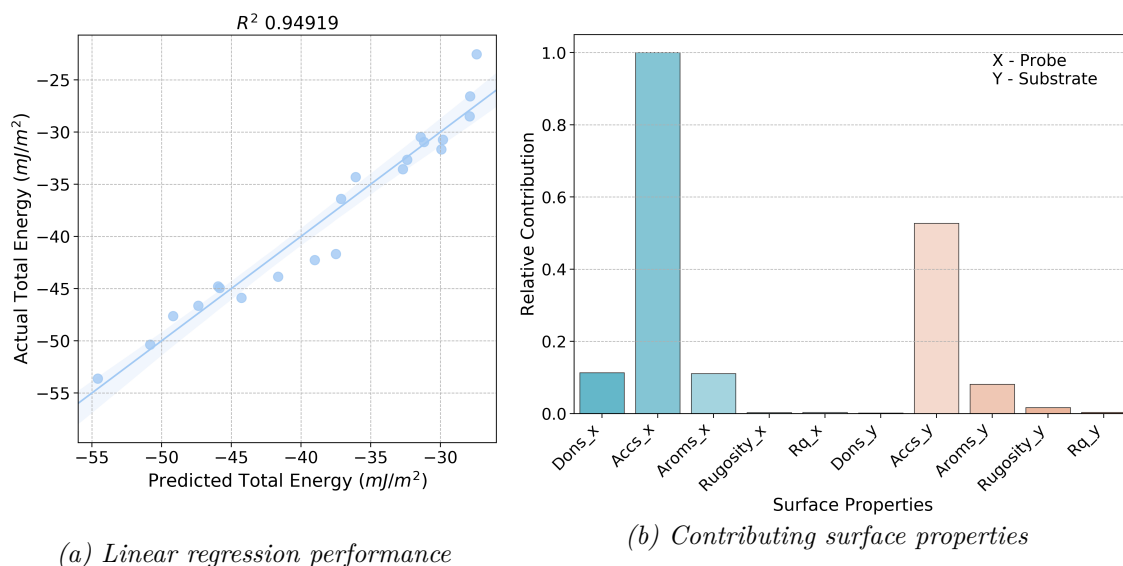 R² 0.94919
Actual Total Energy (mJ/m²)
−25
−30
−35
−40
−45
−50
−55
−55 −50 −45 −40 −35 −30
Predicted Total Energy (mJ/m²)
(a) Linear regression performance
Relative Contribution
1.0
0.8
0.6
0.4
0.2
0.0
X - Probe
Y - Substrate
Dons_x Accs_x Aroms_x Rugosity_x Rq_x Dons_y Accs_y Aroms_y Rugosity_y Rq_y
Surface Properties
(b) Contributing surface properties